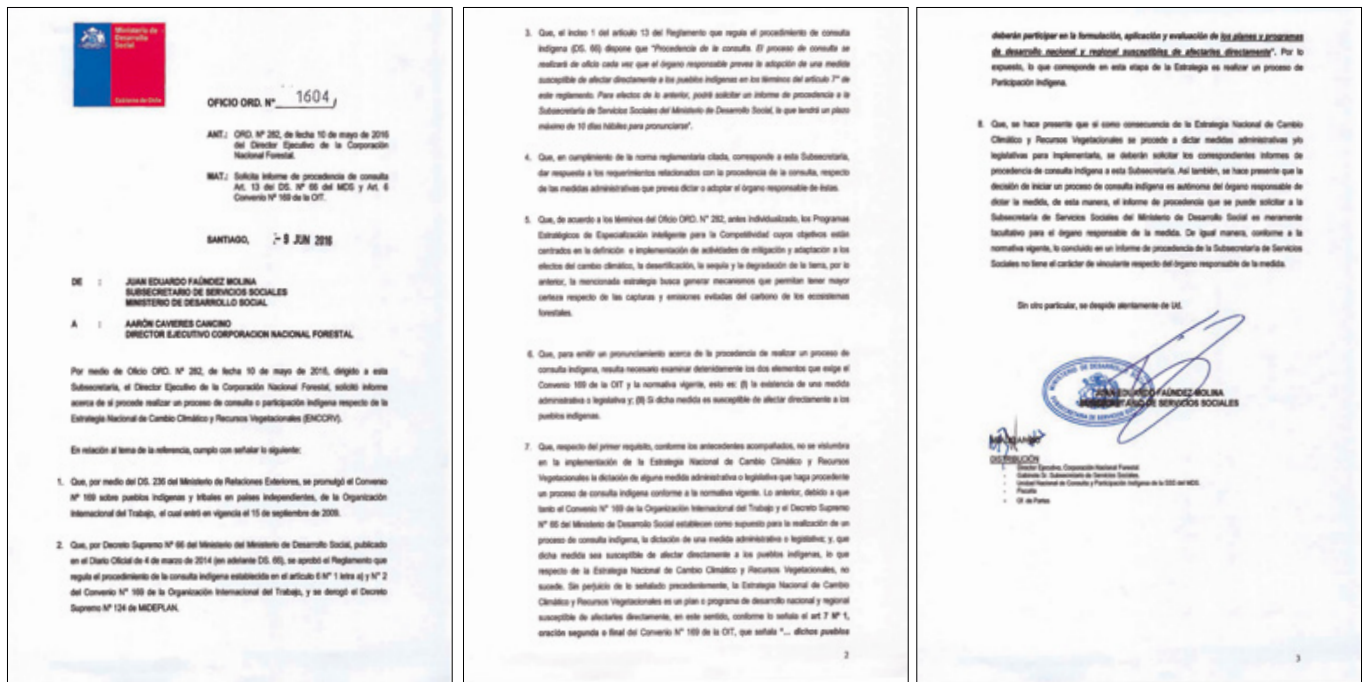 Ministerio de
Desarrollo
Social
Gobierno de Chile
OFICIO ORD. N° 1604/
ANT.: ORD. Nº 282, de fecha 10 de mayo de 2016
del Director Ejecutivo de la Corporación
Nacional Forestal.
MAT.: Solicita informe de procedencia de consulta
Art. 13 del DS. Nº 66 del MDS y Art. 6
Convenio Nº 169 de la OIT.
SANTIAGO, - 9 JUN 2016
DE : JUAN EDUARDO FAÚNDEZ MOLINA
SUBSECRETARIO DE SERVICIOS SOCIALES
MINISTERIO DE DESARROLLO SOCIAL
A : AARÓN CAVIERES CANCINO
DIRECTOR EJECUTIVO CORPORACION NACIONAL FORESTAL
Por medio de Oficio ORD. Nº 282, de fecha 10 de mayo de 2016, dirigido a esta
Subsecretaría, el Director Ejecutivo de la Corporación Nacional Forestal, solicitó informe
acerca de si procede realizar un proceso de consulta o participación indígena respecto de la
Estrategia Nacional de Cambio Climático y Recursos Vegetacionales (ENCCRV).
En relación al tema de la referencia, cumplo con señalar lo siguiente:
1. Que, por medio del DS. 236 del Ministerio de Relaciones Exteriores, se promulgó el Convenio
Nº 169 sobre pueblos indígenas y tribales en países independientes, de la Organización
Internacional del Trabajo, el cual entró en vigencia el 15 de septiembre de 2009.
2. Que, por Decreto Supremo Nº 66 del Ministerio del Ministerio de Desarrollo Social, publicado
en el Diario Oficial de 4 de marzo de 2014 (en adelante DS. 66), se aprobó el Reglamento que
regula el procedimiento de la consulta indígena establecida en el artículo 6 N° 1 letra a) y N° 2
del Convenio N° 169 de la Organización Internacional del Trabajo, y se derogó el Decreto
Supremo Nº 124 de MIDEPLAN.
3. Que, el inciso 1 del artículo 13 del Reglamento que regula el procedimiento de consulta
indígena (DS. 66) dispone que "Procedencia de la consulta. El proceso de consulta se
realizará de oficio cada vez que el órgano responsable prevea la adopción de una medida
susceptible de afectar directamente a los pueblos indígenas en los términos del artículo 7° de
este reglamento. Para efectos de lo anterior, podrá solicitar un informe de procedencia a la
Subsecretaría de Servicios Sociales del Ministerio de Desarrollo Social, la que tendrá un plazo
máximo de 10 días hábiles para pronunciarse".
4. Que, en cumplimiento de la norma reglamentaria citada, corresponde a esta Subsecretaría,
dar respuesta a los requerimientos relacionados con la procedencia de la consulta, respecto
de las medidas administrativas que prevea dictar o adoptar el órgano responsable de éstas.
5. Que, de acuerdo a los términos del Oficio ORD. N° 282, antes individualizado, los Programas
Estratégicos de Especialización inteligente para la Competitividad cuyos objetivos están
centrados en la definición e implementación de actividades de mitigación y adaptación a los
efectos del cambio climático, la desertificación, la sequía y la degradación de la tierra, por lo
anterior, la mencionada estrategia busca generar mecanismos que permitan tener mayor
certeza respecto de las capturas y emisiones evitadas del carbono de los ecosistemas
forestales.
6. Que, para emitir un pronunciamiento acerca de la procedencia de realizar un proceso de
consulta indígena, resulta necesario examinar detenidamente los dos elementos que exige el
Convenio 169 de la OIT y la normativa vigente, esto es: (I) la existencia de una medida
administrativa o legislativa y; (II) Si dicha medida es susceptible de afectar directamente a los
pueblos indígenas.
7. Que, respecto del primer requisito, conforme los antecedentes acompañados, no se vislumbra
en la implementación de la Estrategia Nacional de Cambio Climático y Recursos
Vegetacionales la dictación de alguna medida administrativa o legislativa que haga procedente
un proceso de consulta indígena conforme a la normativa vigente. Lo anterior, debido a que
tanto el Convenio N° 169 de la Organización Internacional del Trabajo y el Decreto Supremo
N° 66 del Ministerio de Desarrollo Social establecen como supuesto para la realización de un
proceso de consulta indígena, la dictación de una medida administrativa o legislativa; y, que
dicha medida sea susceptible de afectar directamente a los pueblos indígenas, lo que
respecto de la Estrategia Nacional de Cambio Climático y Recursos Vegetacionales, no
sucede. Sin perjuicio de lo señalado precedentemente, la Estrategia Nacional de Cambio
Climático y Recursos Vegetacionales es un plan o programa de desarrollo nacional y regional
susceptible de afectarles directamente, en este sentido, conforme lo señala el art 7 Nº 1,
oración segunda o final del Convenio N° 169 de la OIT, que señala "... dichos pueblos
2
deberán participar en la formulación, aplicación y evaluación de los planes y programas
de desarrollo nacional y regional susceptibles de afectarles directamente". Por lo
expuesto, lo que corresponde en esta etapa de la Estrategia es realizar un proceso de
Participación Indígena.
8. Que, se hace presente que si como consecuencia de la Estrategia Nacional de Cambio
Climático y Recursos Vegetacionales se procede a dictar medidas administrativas y/o
legislativas para implementarla, se deberán solicitar los correspondientes informes de
procedencia de consulta indígena a esta Subsecretaría. Así también, se hace presente que la
decisión de iniciar un proceso de consulta indígena es autónoma del órgano responsable de
dictar la medida, de esta manera, el informe de procedencia que se puede solicitar a la
Subsecretaría de Servicios Sociales del Ministerio de Desarrollo Social es meramente
facultativo para el órgano responsable de la medida. De igual manera, conforme a la
normativa vigente, lo concluido en un informe de procedencia de la Subsecretaría de Servicios
Sociales no tiene el carácter de vinculante respecto del órgano responsable de la medida.
Sin otro particular, se despide atentamente de Ud.
MINISTERIO DE DESARROLLO
SUBSECRETARIA DE SERVICIOS
JUAN EDUARDO FAÚNDEZ MOLINA
SUBSECRETARIO DE SERVICIOS SOCIALES
DISTRIBUCIÓN
- Director Ejecutivo, Corporación Nacional Forestal
- Gabinete Sr. Subsecretario de Servicios Sociales.
- Unidad Nacional de Consulta y Participación Indígena de la SSS del MDS.
- Fiscalía
- Of. de Partes
3